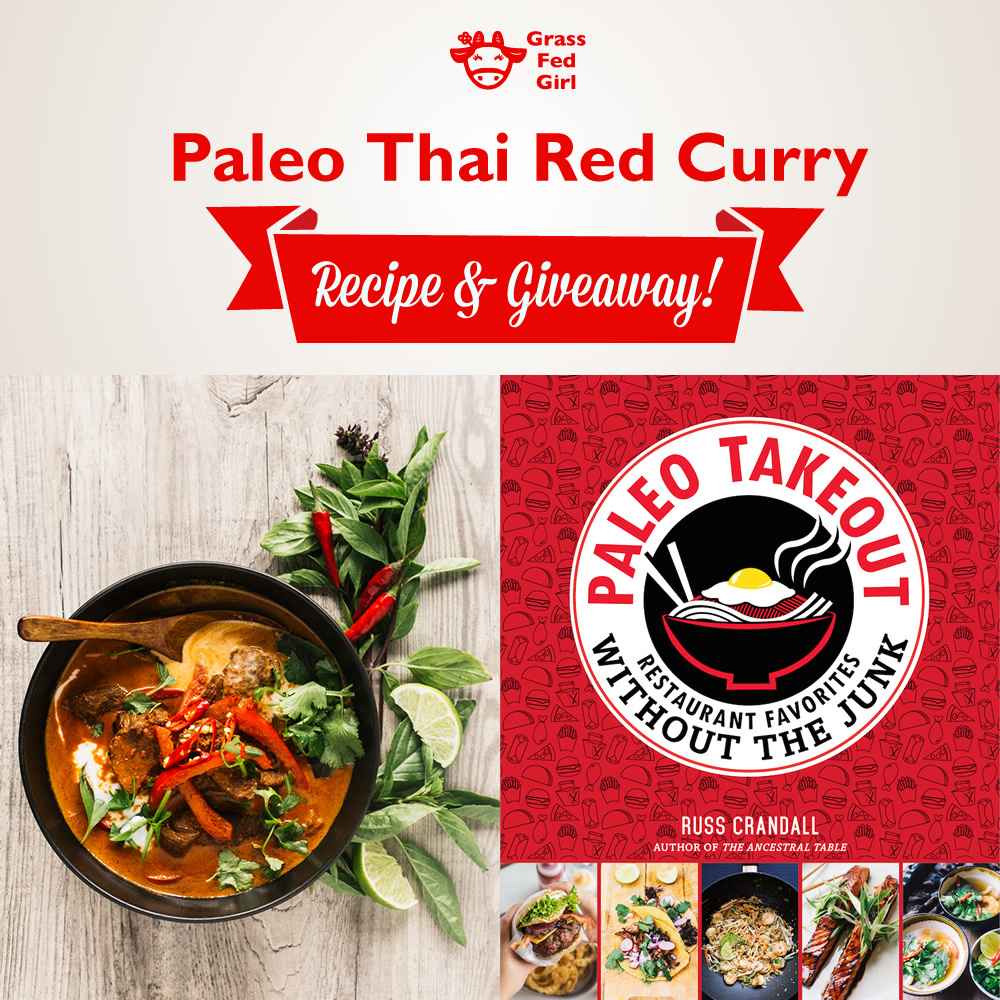 Grass
Fed
Girl
Paleo Thai Red Curry
Recipe & Giveaway!
PALEO TAKEOUT
RESTAURANT FAVORITES
WITHOUT THE JUNK
RUSS CRANDALL
AUTHOR OF THE ANCESTRAL TABLE